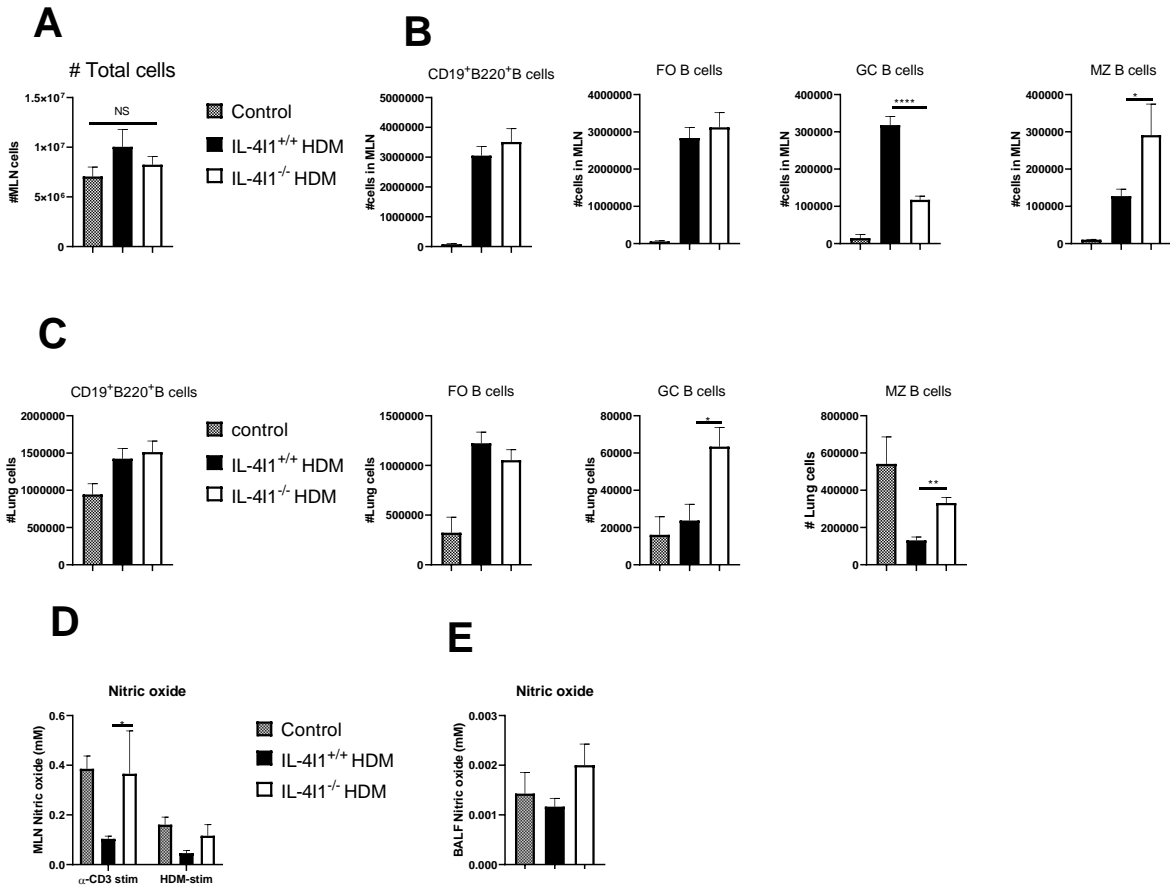 A
# Total cells
1.5×10⁷
1×10⁷
5×10⁶
0
#MLN cells
NS
Control
IL-4I1+/+ HDM
IL-4I1-/- HDM
B
CD19+B220+B cells
5000000
4000000
3000000
2000000
1000000
0
#cells in MLN
FO B cells
4000000
3000000
2000000
1000000
0
#cells in MLN
GC B cells
400000
300000
200000
100000
0
#cells in MLN
****
MZ B cells
400000
300000
200000
100000
0
#cells in MLN
*
C
CD19+B220+B cells
2000000
1500000
1000000
500000
0
#Lung cells
control
IL-4I1+/+ HDM
IL-4I1-/- HDM
FO B cells
1500000
1000000
500000
0
#Lung cells
GC B cells
80000
60000
40000
20000
0
#Lung cells
*
MZ B cells
800000
600000
400000
200000
0
# Lung cells
**
D
Nitric oxide
0.6
0.4
0.2
0.0
MLN Nitric oxide (mM)
*
α-CD3 stim
HDM-stim
Control
IL-4I1+/+ HDM
IL-4I1-/- HDM
E
Nitric oxide
0.003
0.002
0.001
0.000
BALF Nitric oxide (mM)